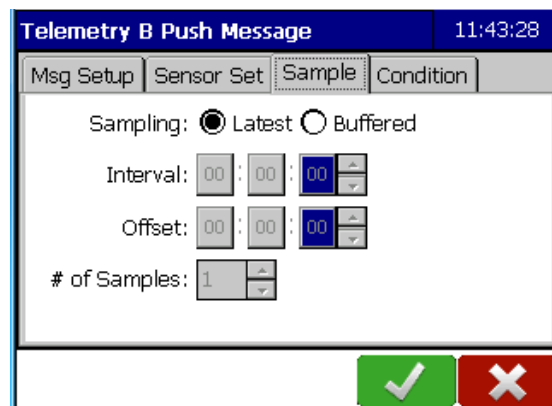 Telemetry B Push Message 11:43:28
Msg Setup Sensor Set Sample Condition
Sampling: Latest Buffered
Interval: 00 : 00 : 00
Offset: 00 : 00 : 00
# of Samples: 1